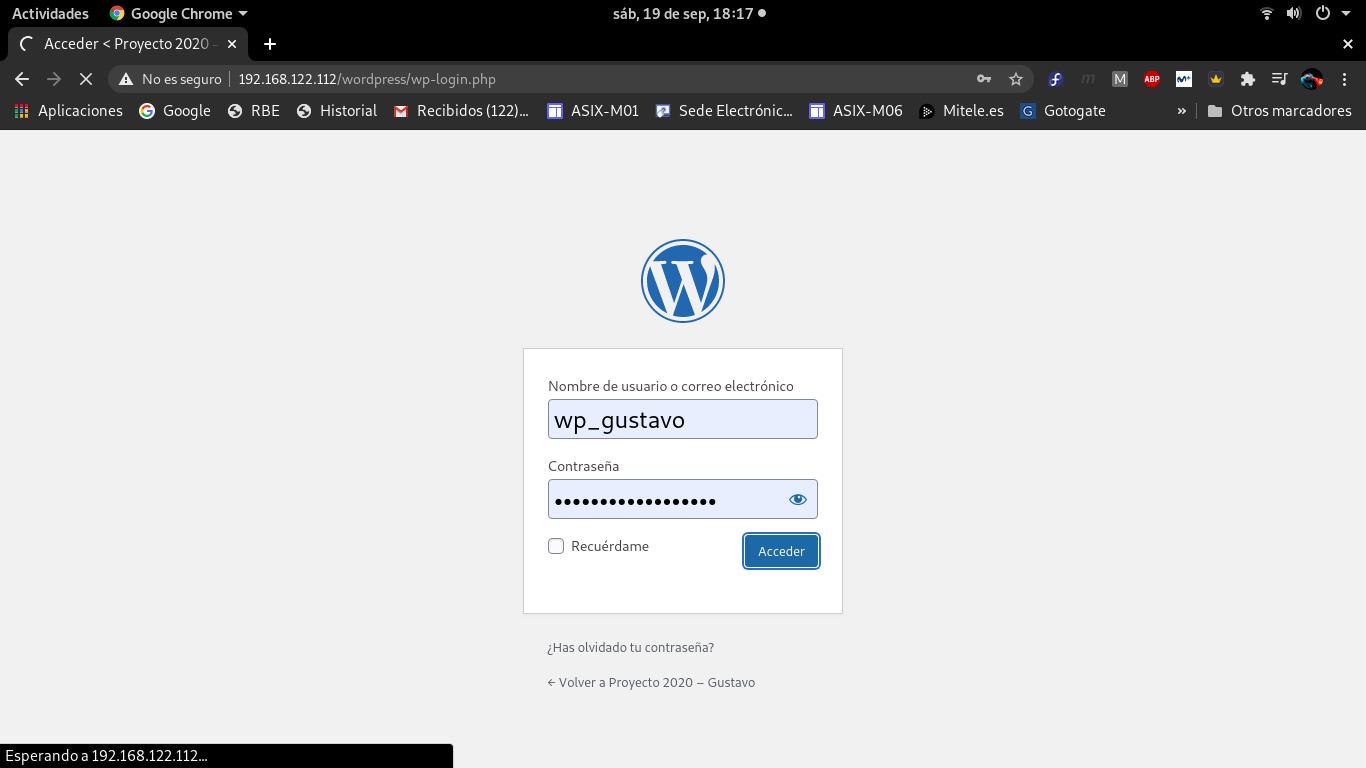 Actividades Google Chrome sáb, 19 de sep, 18:17
Acceder < Proyecto 2020 –
No es seguro 192.168.122.112/wordpress/wp-login.php
Aplicaciones Google RBE Historial Recibidos (122)... ASIX-M01 Sede Electrónic... ASIX-M06 Mitele.es Gotogate » Otros marcadores
Nombre de usuario o correo electrónico
wp_gustavo
Contraseña
••••••••••••••••••
Recuérdame Acceder
¿Has olvidado tu contraseña?
← Volver a Proyecto 2020 – Gustavo
Esperando a 192.168.122.112...